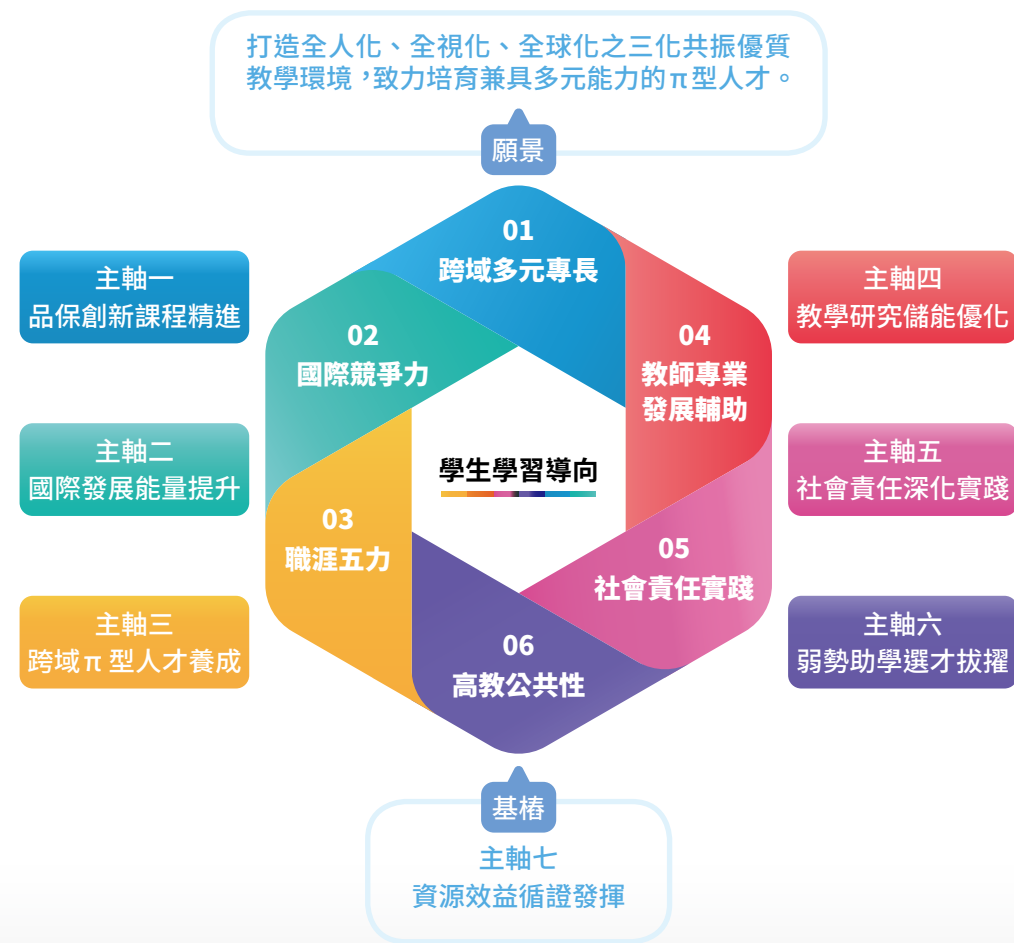 打造全人化、全視化、全球化之三化共振優質
教學環境，致力培育兼具多元能力的π型人才。
願景
主軸一
品保創新課程精進
主軸二
國際發展能量提升
主軸三
跨域π型人才養成
01
跨域多元專長
02
國際競爭力
03
職涯五力
學生學習導向
04
教師專業
發展輔助
05
社會責任實踐
06
高教公共性
主軸四
教學研究儲能優化
主軸五
社會責任深化實踐
主軸六
弱勢助學選才拔擢
基樁
主軸七
資源效益循證發揮